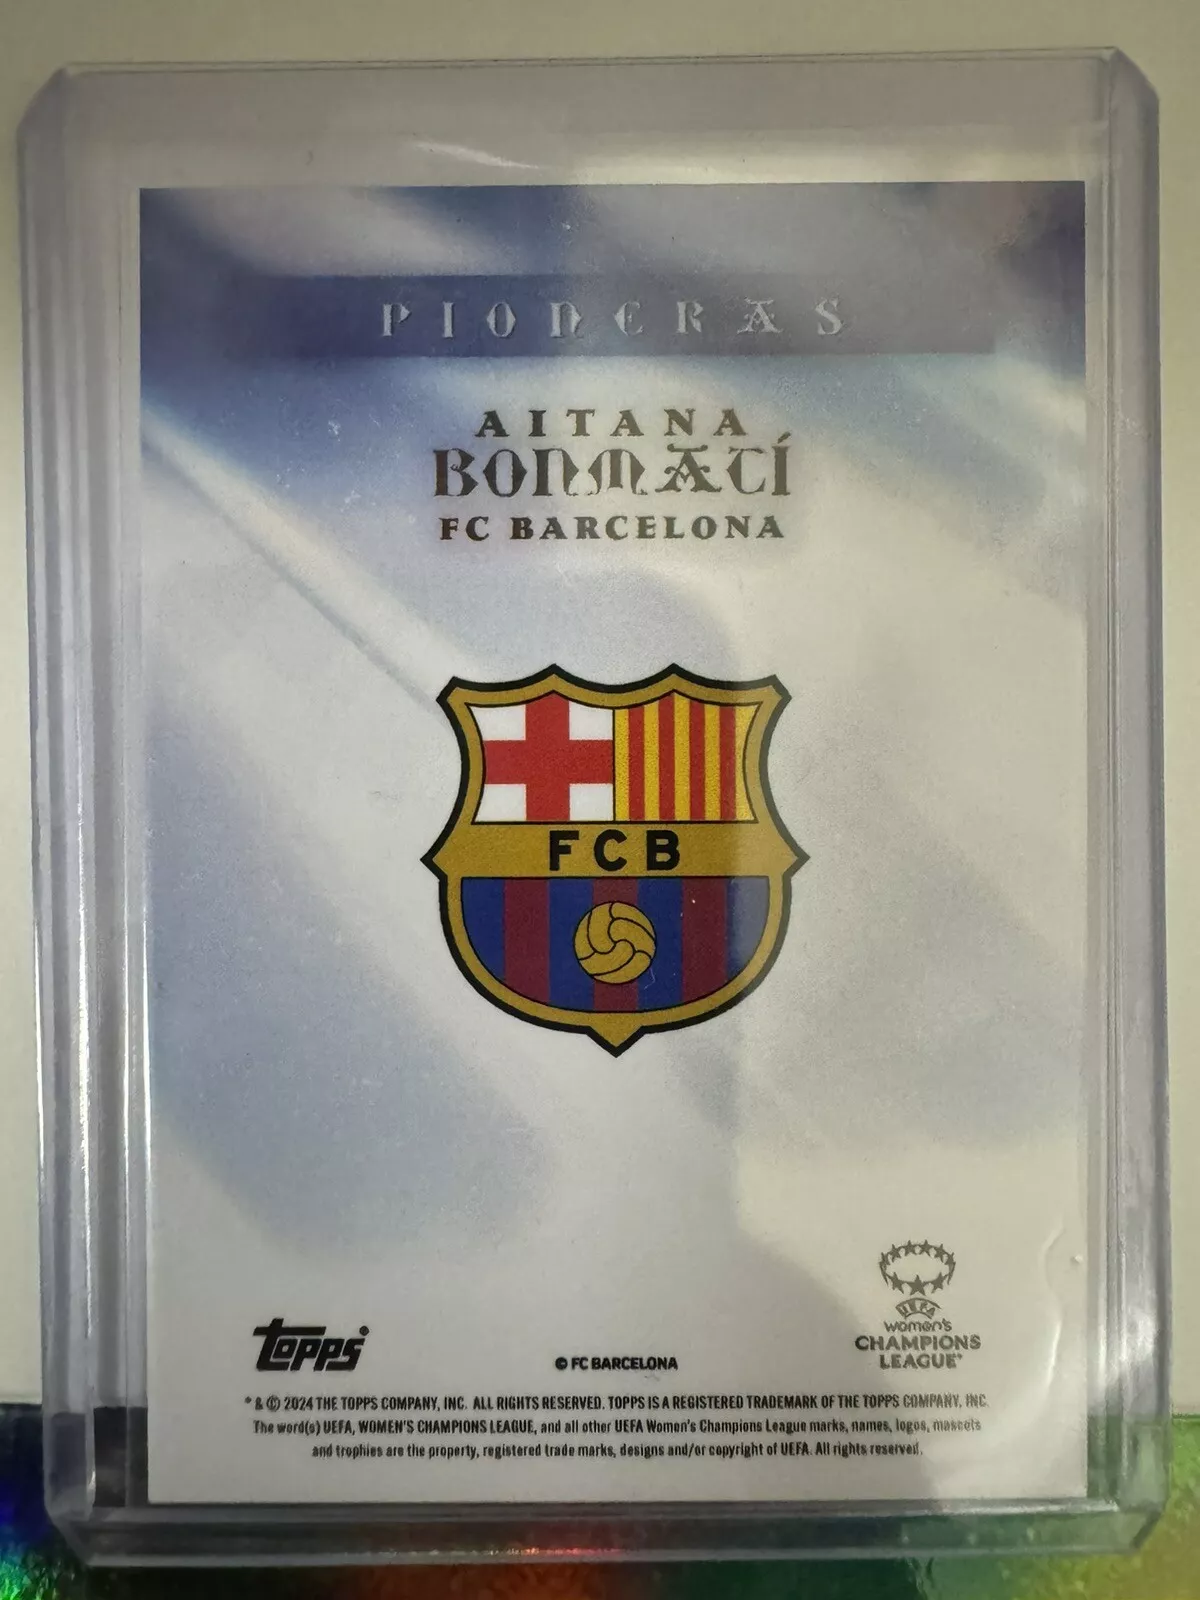 PIONERAS
AITANA
BONMATÍ
FC BARCELONA
FCB
UEFA
WOMEN'S
CHAMPIONS
LEAGUE™
Topps®
© FC BARCELONA
* & © 2024 THE TOPPS COMPANY, INC. ALL RIGHTS RESERVED. TOPPS IS A REGISTERED TRADEMARK OF THE TOPPS COMPANY, INC.
The word(s) UEFA, WOMEN'S CHAMPIONS LEAGUE, and all other UEFA Women's Champions League marks, names, logos, mascots
and trophies are the property, registered trade marks, designs and/or copyright of UEFA. All rights reserved.